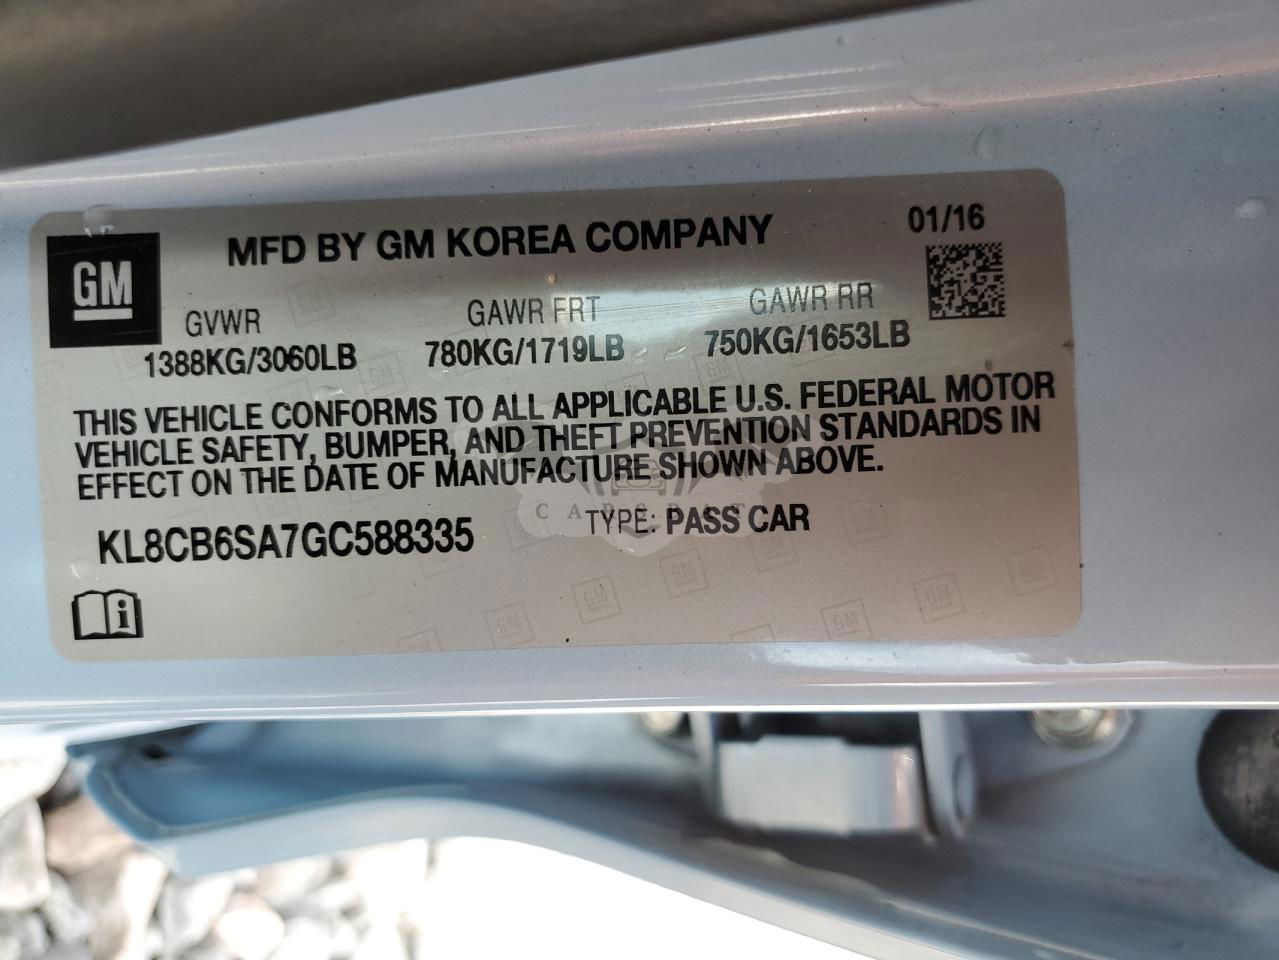 GM
MFD BY GM KOREA COMPANY
01/16
GVWR
1388KG/3060LB
GAWR FRT
780KG/1719LB
GAWR RR
750KG/1653LB
THIS VEHICLE CONFORMS TO ALL APPLICABLE U.S. FEDERAL MOTOR
VEHICLE SAFETY, BUMPER, AND THEFT PREVENTION STANDARDS IN
EFFECT ON THE DATE OF MANUFACTURE SHOWN ABOVE.
KL8CB6SA7GC588335
TYPE: PASS CAR